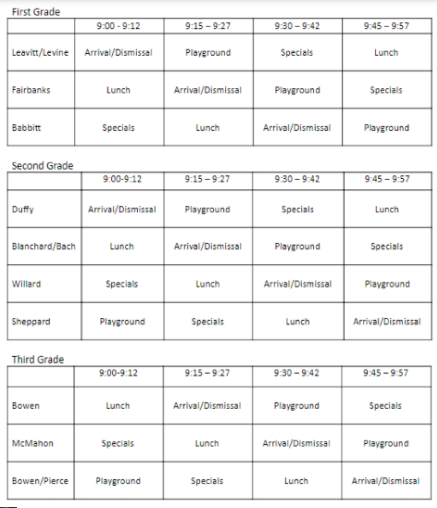 First Grade
9:00 - 9:12 9:15 – 9:27 9:30 – 9:42 9:45 – 9:57
Leavitt/Levine Arrival/Dismissal Playground Specials Lunch
Fairbanks Lunch Arrival/Dismissal Playground Specials
Babbitt Specials Lunch Arrival/Dismissal Playground
Second Grade
9:00-9:12 9:15 – 9:27 9:30 – 9:42 9:45 – 9:57
Duffy Arrival/Dismissal Playground Specials Lunch
Blanchard/Bach Lunch Arrival/Dismissal Playground Specials
Willard Specials Lunch Arrival/Dismissal Playground
Sheppard Playground Specials Lunch Arrival/Dismissal
Third Grade
9:00-9:12 9:15 – 9:27 9:30 – 9:42 9:45 – 9:57
Bowen Lunch Arrival/Dismissal Playground Specials
McMahon Specials Lunch Arrival/Dismissal Playground
Bowen/Pierce Playground Specials Lunch Arrival/Dismissal